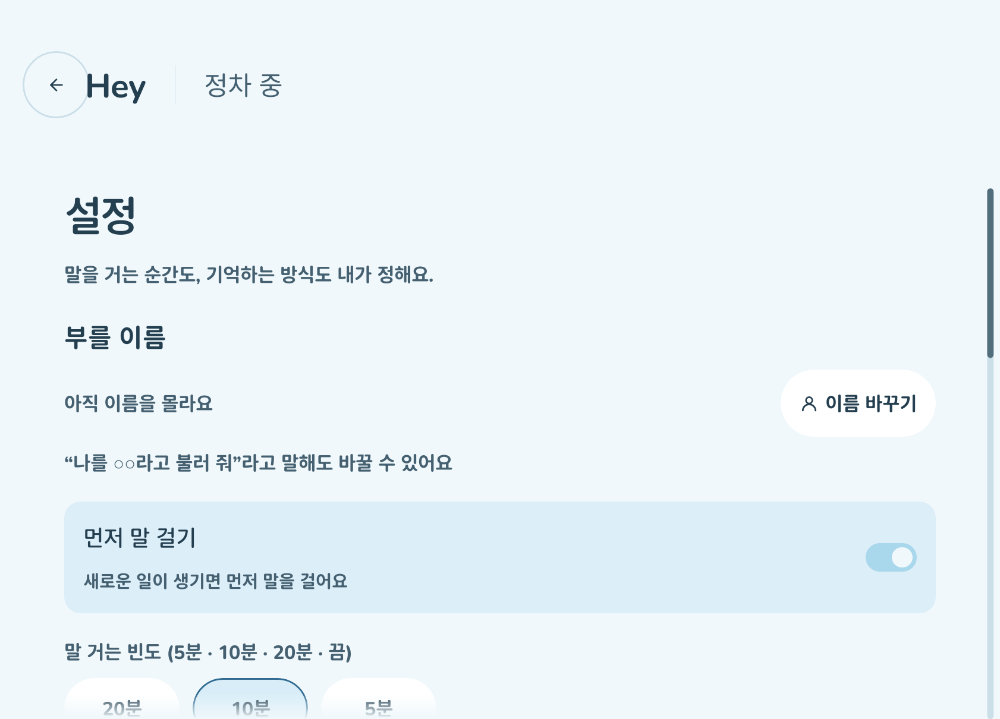 Hey
정차 중
설정
말을 거는 순간도, 기억하는 방식도 내가 정해요.
부를 이름
아직 이름을 몰라요
이름 바꾸기
“나를 ○○라고 불러 줘”라고 말해도 바꿀 수 있어요
먼저 말 걸기
새로운 일이 생기면 먼저 말을 걸어요
말 거는 빈도 (5분 · 10분 · 20분 · 끔)
20분
10분
5분